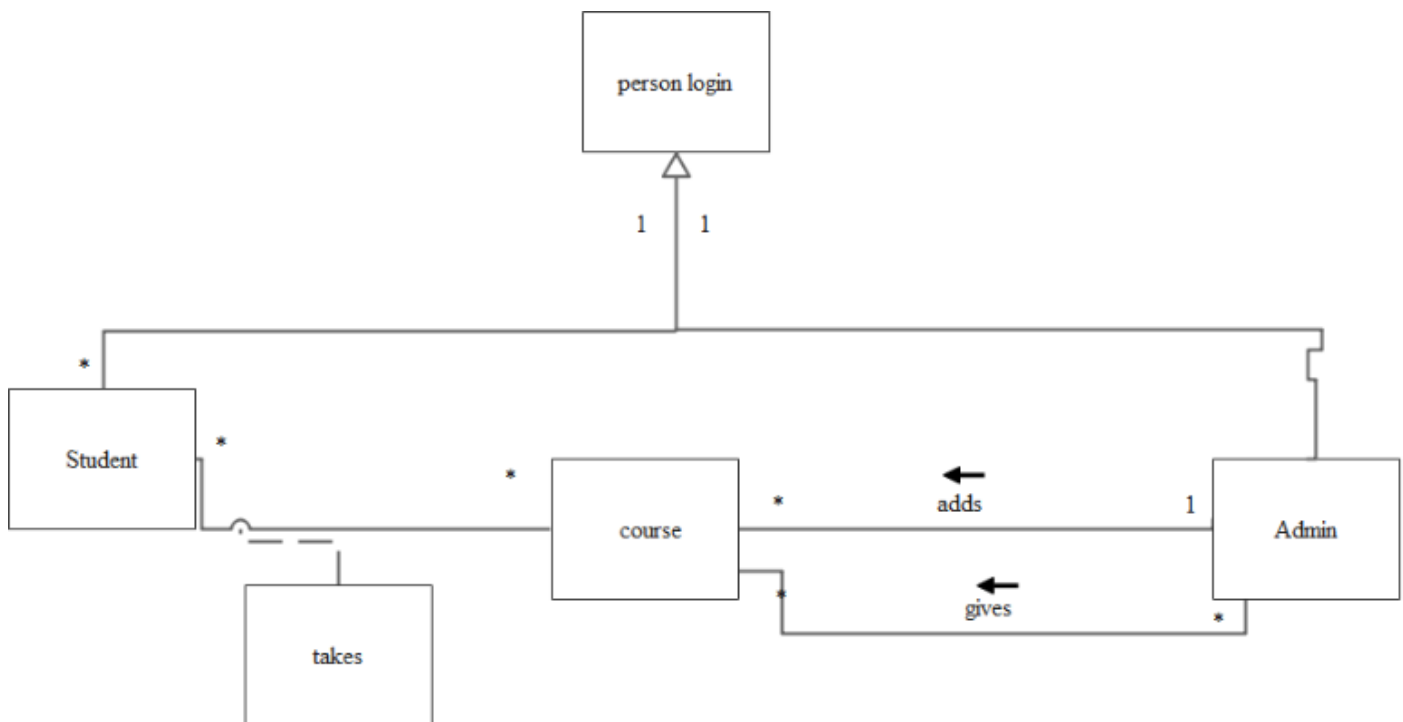 person login
1 1
*
Student
*
*
course
*
adds
1
Admin
*
gives
*
takes